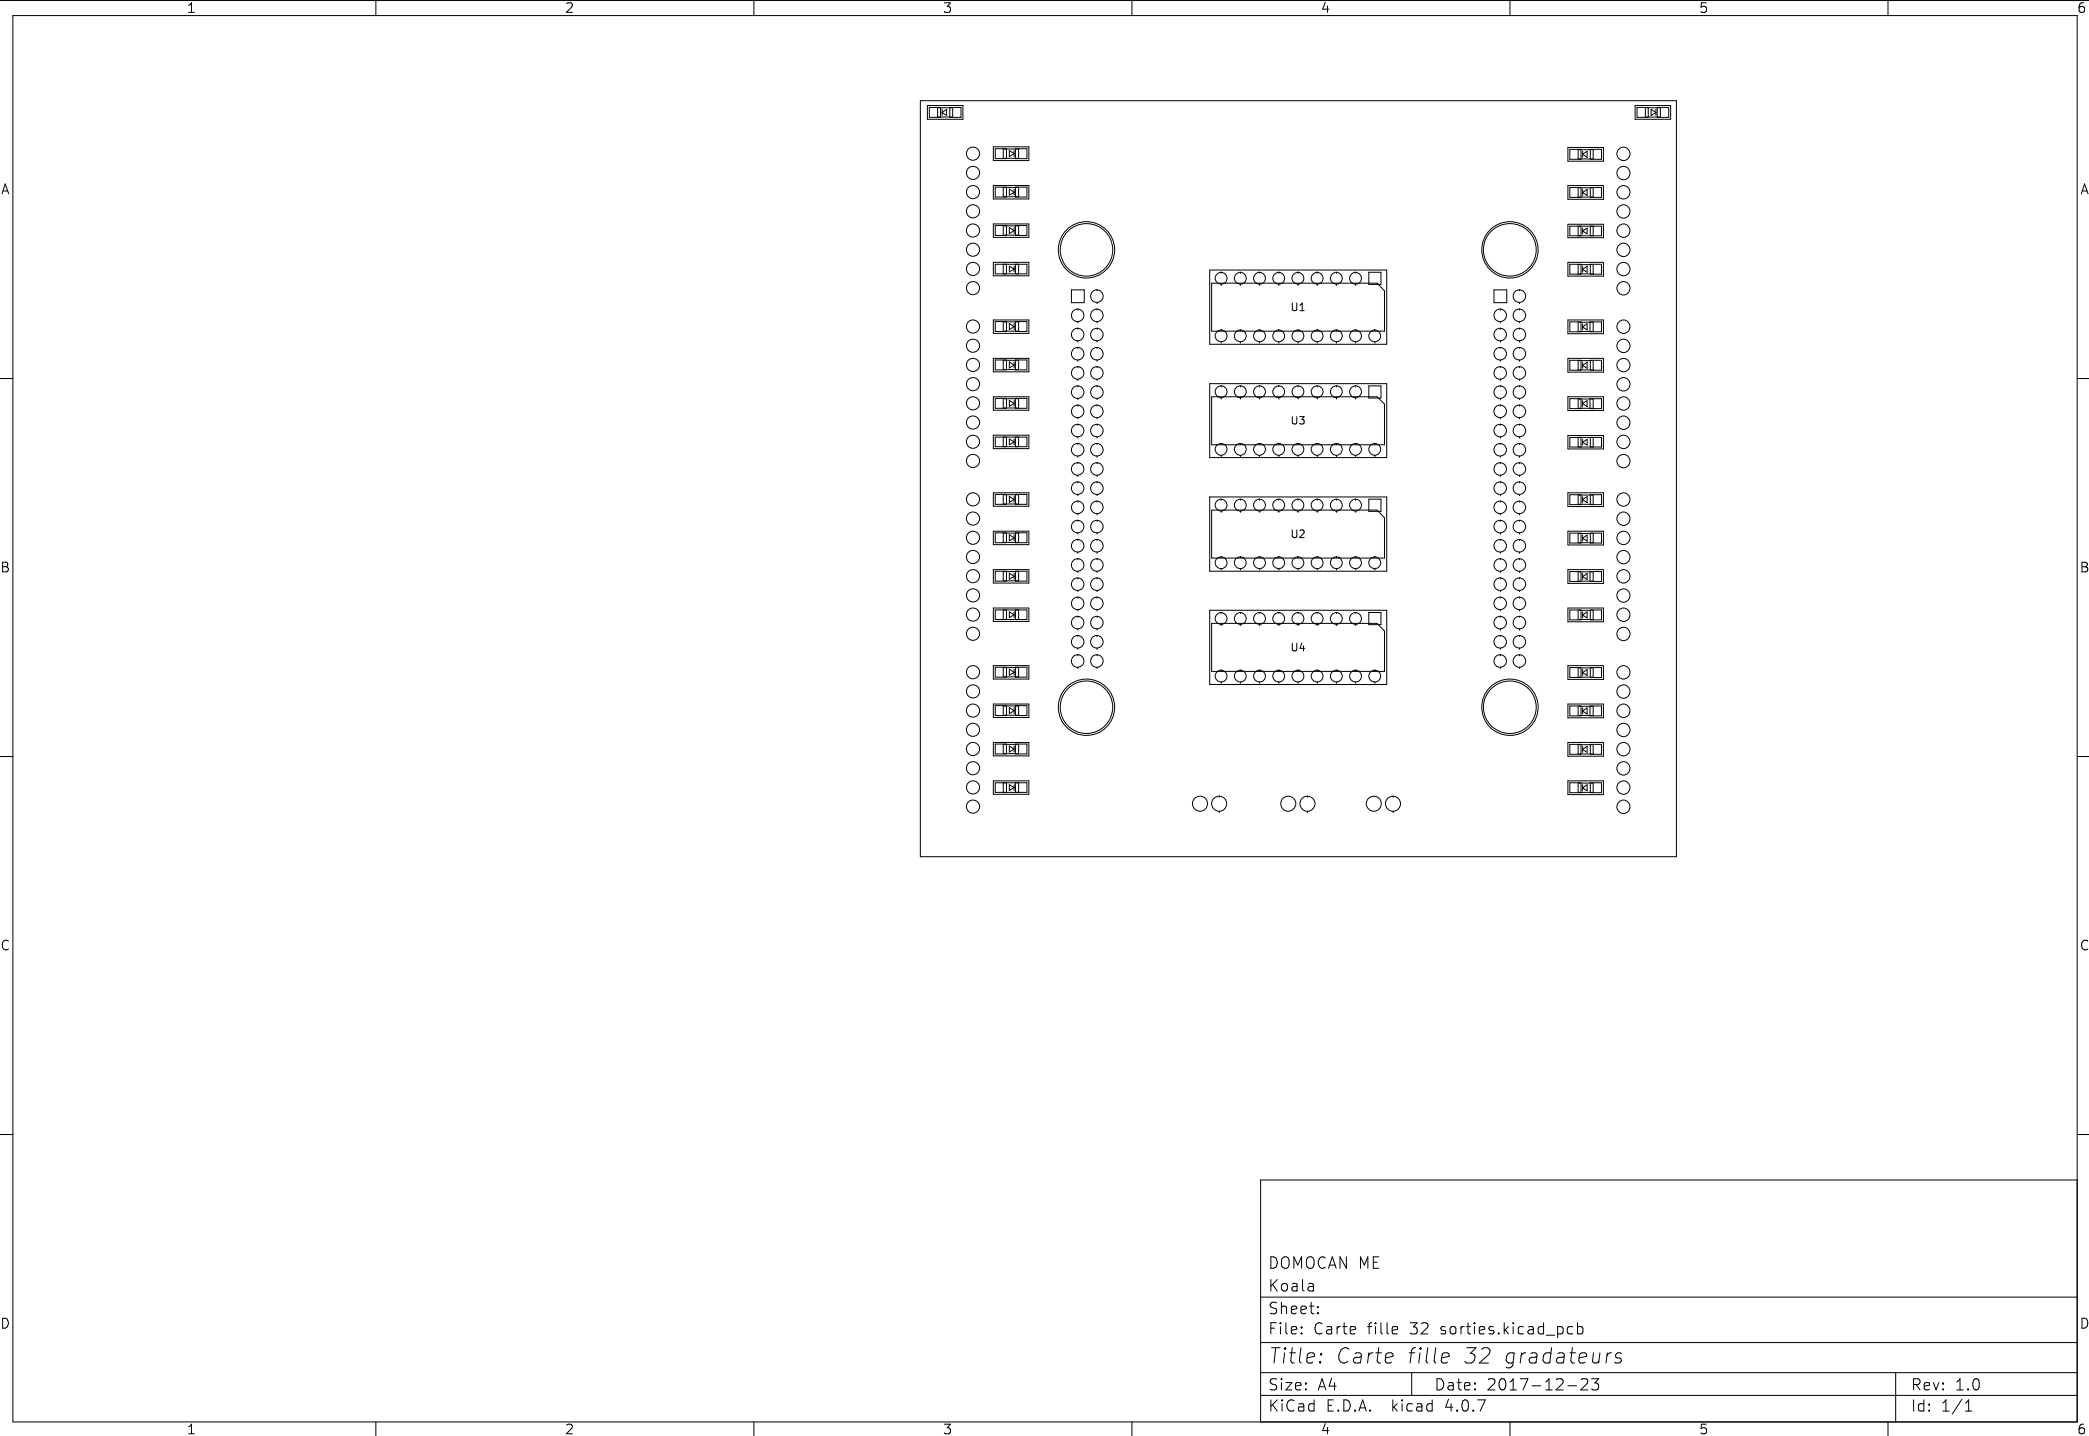 1 2 3 4 5 6
A A
U1
U3
U2
B B
U4
C C
DOMOCAN ME
Koala
Sheet:
File: Carte fille 32 sorties.kicad_pcb
D D
Title: Carte fille 32 gradateurs
Size: A4 Date: 2017-12-23 Rev: 1.0
KiCad E.D.A. kicad 4.0.7 Id: 1/1
1 2 3 4 5 6